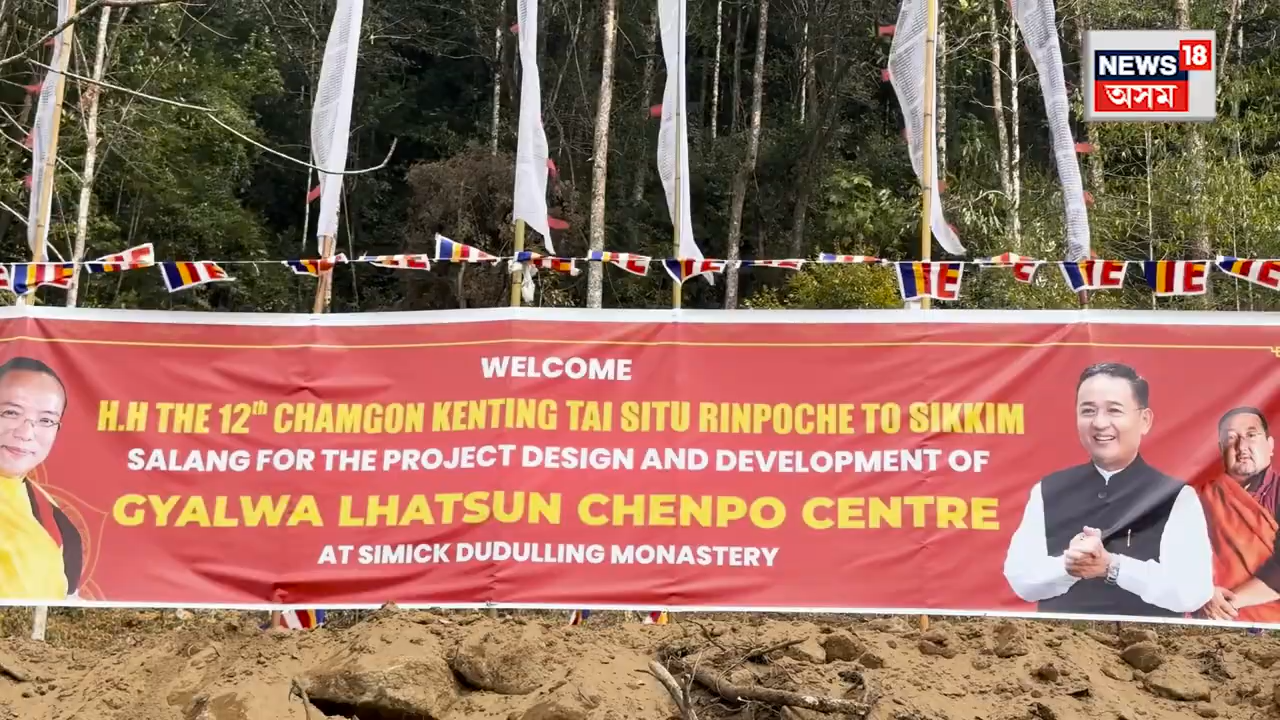 NEWS 18
অসম
WELCOME
H.H THE 12th CHAMGON KENTING TAI SITU RINPOCHE TO SIKKIM
SALANG FOR THE PROJECT DESIGN AND DEVELOPMENT OF
GYALWA LHATSUN CHENPO CENTRE
AT SIMICK DUDULLING MONASTERY